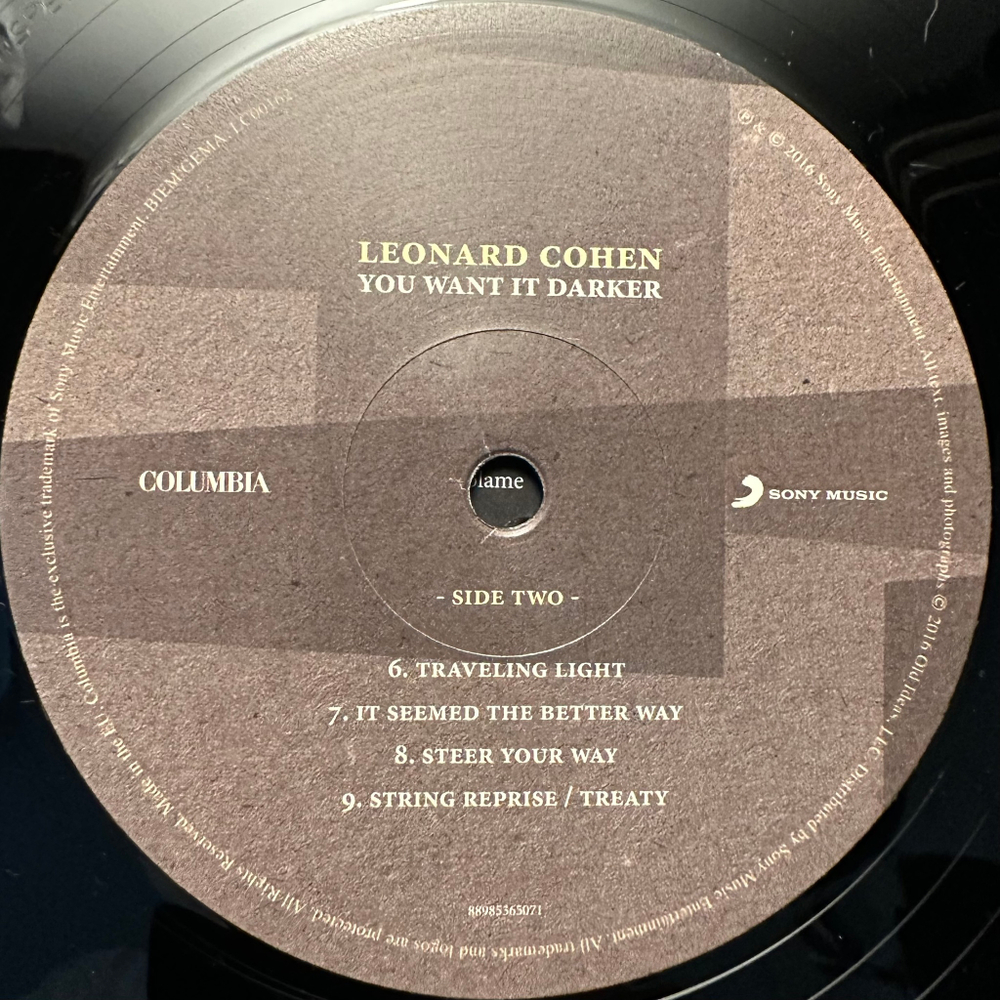 LEONARD COHEN
YOU WANT IT DARKER
COLUMBIA
lame
SONY MUSIC
- SIDE TWO -
6. TRAVELING LIGHT
7. IT SEEMED THE BETTER WAY
8. STEER YOUR WAY
9. STRING REPRISE / TREATY
88985365071
℗ & © 2016 Sony Music Entertainment. All text, images and photographs © 2016 Old Ideas, LLC. Distributed by Sony Music Entertainment. All trademarks and logos are protected. All Rights Reserved. Made in the EU. Columbia is the exclusive trademark of Sony Music Entertainment. BIEM/GEMA. LC00162